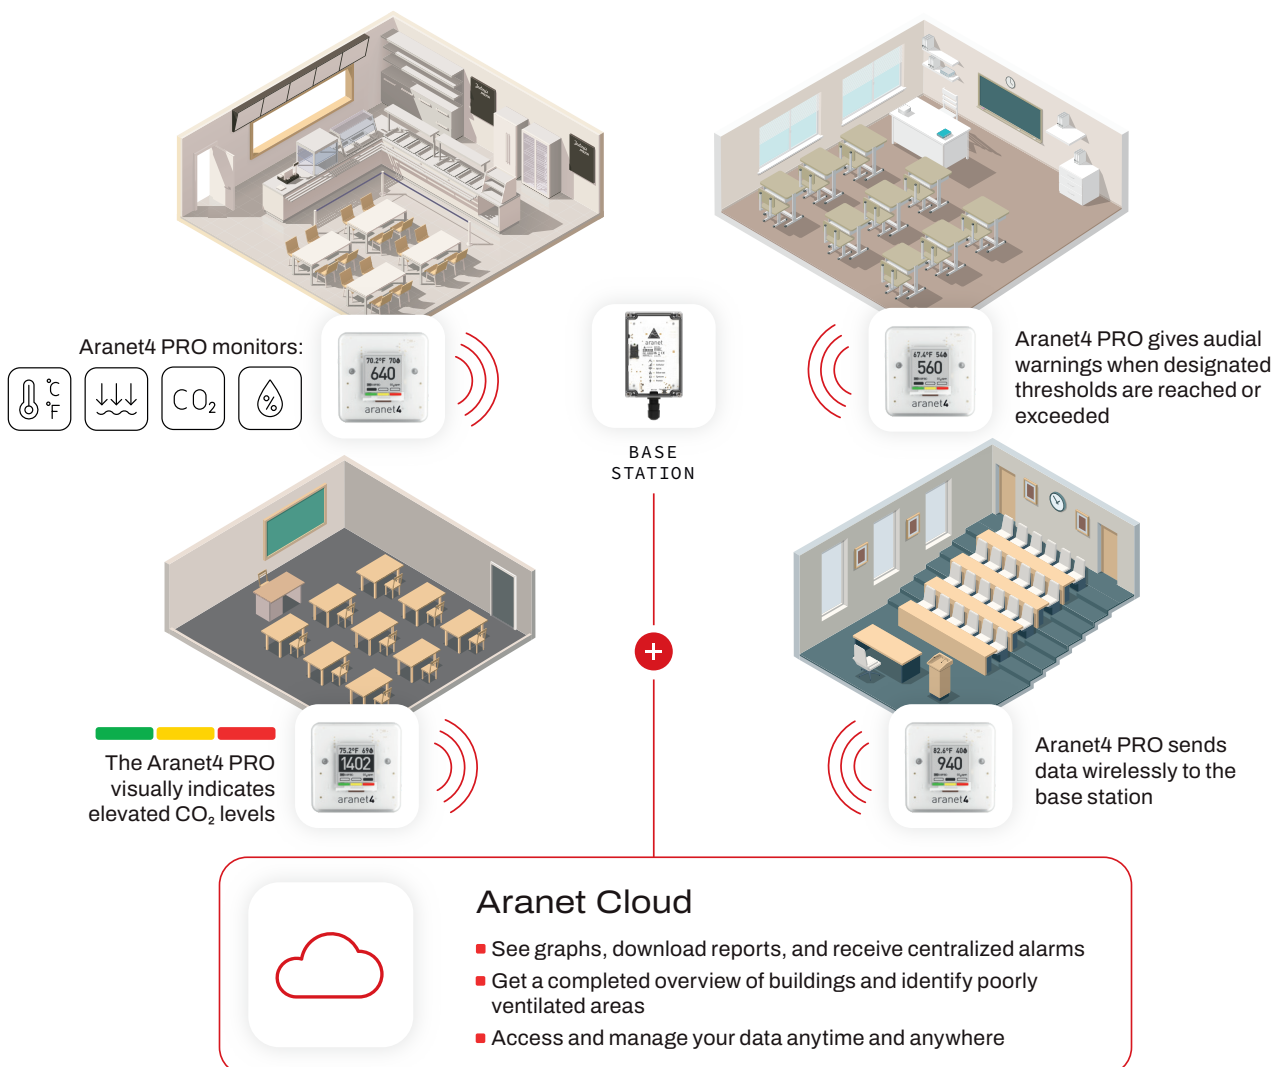 Aranet4 PRO monitors:
°C
°F
CO₂
%
70.2°F 70
640
aranet4
aranet
BASE
STATION
67.4°F 54
560
aranet4
Aranet4 PRO gives audial
warnings when designated
thresholds are reached or
exceeded
The Aranet4 PRO
visually indicates
elevated CO₂ levels
75.2°F 69
1402
aranet4
82.6°F 40
940
aranet4
Aranet4 PRO sends
data wirelessly to the
base station
Aranet Cloud
See graphs, download reports, and receive centralized alarms
Get a completed overview of buildings and identify poorly
ventilated areas
Access and manage your data anytime and anywhere